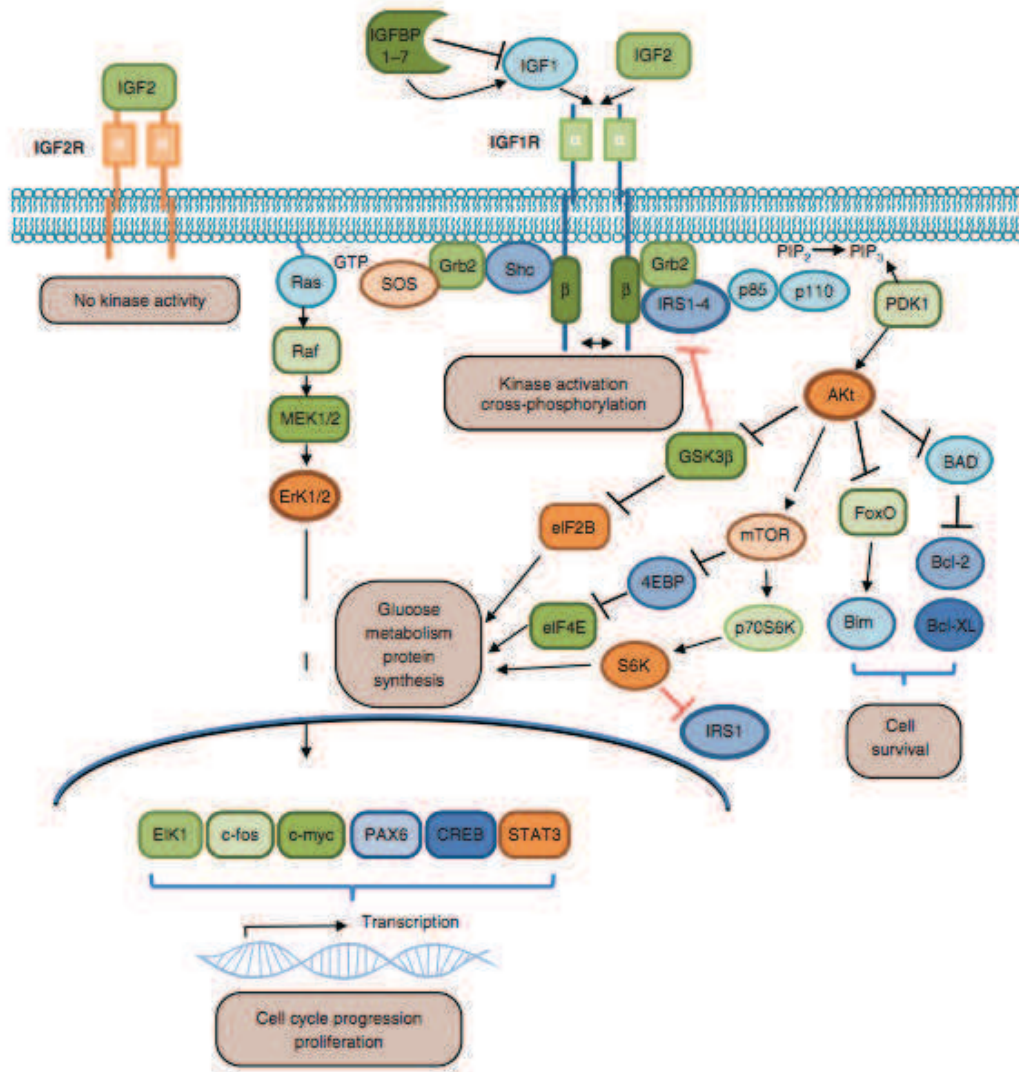 IGFBP
1–7
IGF1
IGF2
IGF2
IGF2R
α
α
IGF1R
α
α
GTP
Ras
SOS
Grb2
Shc
β
β
Grb2
IRS1-4
p85
p110
PIP2
PIP3
PDK1
No kinase activity
Raf
Kinase activation
cross-phosphorylation
AKt
MEK1/2
GSK3β
BAD
ErK1/2
eIF2B
mTOR
FoxO
Bcl-2
4EBP
Glucose
metabolism
protein
synthesis
eIF4E
p70S6K
Bim
Bcl-XL
S6K
IRS1
Cell
survival
ElK1
c-fos
c-myc
PAX6
CREB
STAT3
Transcription
Cell cycle progression
proliferation